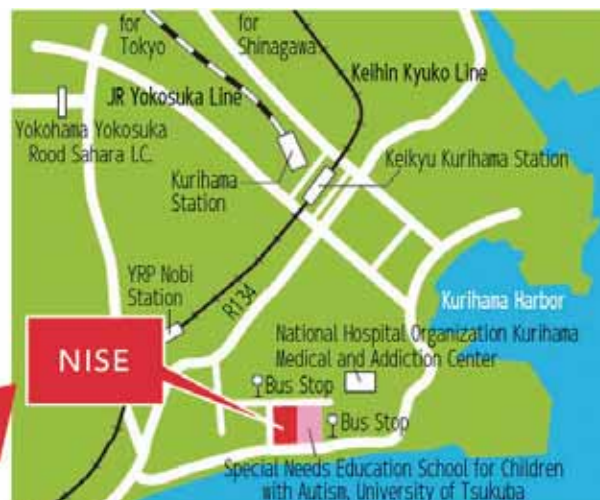 for
Tokyo
for
Shinagawa
Keihin Kyuko Line
JR Yokosuka Line
Yokohama Yokosuka
Rood Sahara I.C.
Kurihama
Station
Keikyu Kurihama Station
YRP Nobi
Station
R134
Kurihama Harbor
NISE
National Hospital Organization Kurihama
Medical and Addiction Center
Bus Stop
Bus Stop
Special Needs Education School for Children
with Autism, University of Tsukuba